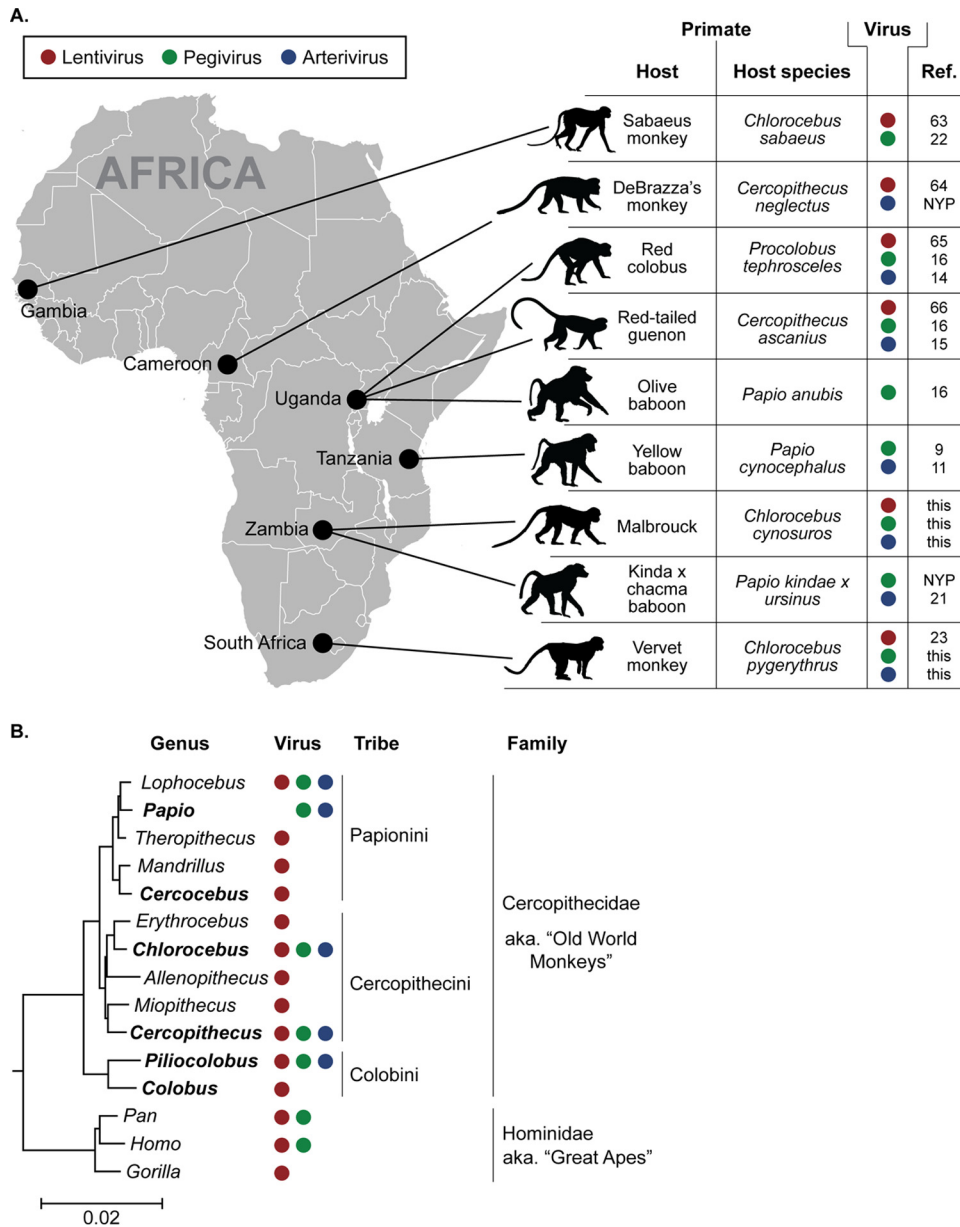 A.
Lentivirus Pegivirus Arterivirus
Primate Virus
Host Host species Ref.
AFRICA
Gambia
Cameroon
Uganda
Tanzania
Zambia
South Africa
Sabaeus
monkey
Chlorocebus
sabaeus
63
22
DeBrazza's
monkey
Cercopithecus
neglectus
64
NYP
Red
colobus
Procolobus
tephrosceles
65
16
14
Red-tailed
guenon
Cercopithecus
ascanius
66
16
15
Olive
baboon
Papio anubis
16
Yellow
baboon
Papio
cynocephalus
9
11
Malbrouck
Chlorocebus
cynosuros
this
this
this
Kinda x
chacma
baboon
Papio kindae x
ursinus
NYP
21
Vervet
monkey
Chlorocebus
pygerythrus
23
this
this
B.
Genus Virus Tribe Family
Lophocebus
Papio
Theropithecus
Mandrillus
Cercocebus
Papionini
Erythrocebus
Chlorocebus
Allenopithecus
Miopithecus
Cercopithecus
Cercopithecini
Piliocolobus
Colobus
Colobini
Cercopithecidae
aka. "Old World
Monkeys"
Pan
Homo
Gorilla
Hominidae
aka. "Great Apes"
0.02